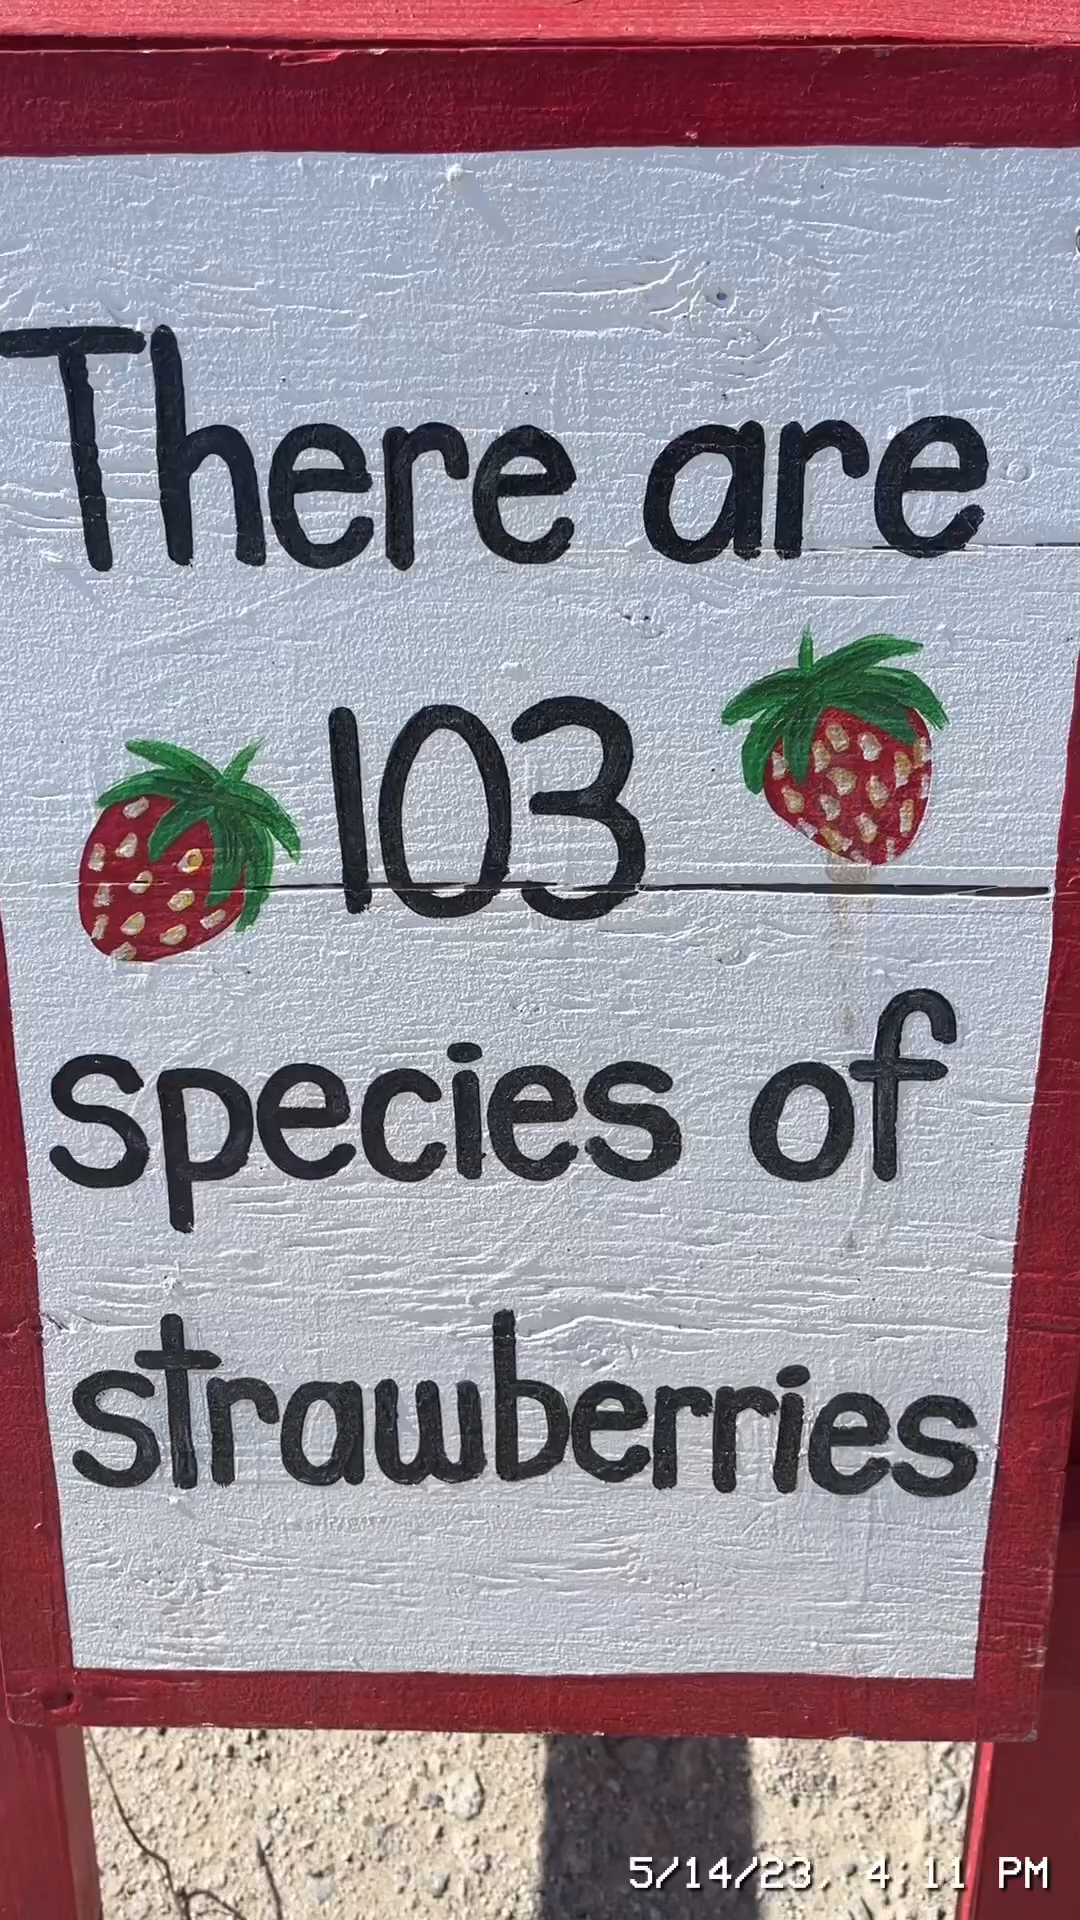 There are
103
species of
strawberries
5/14/23, 4:11 PM